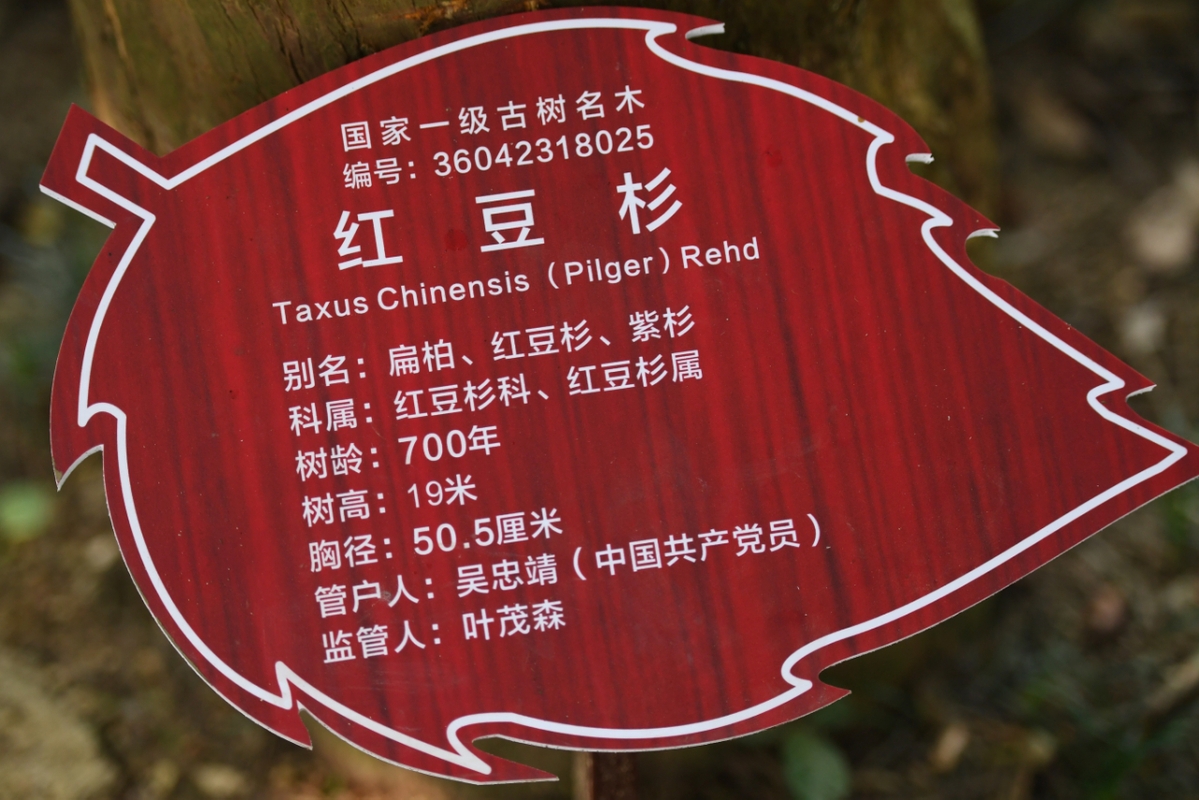 国家一级古树名木
编号：36042318025
红豆杉
Taxus Chinensis（Pilger）Rehd
别名：扁柏、红豆杉、紫杉
科属：红豆杉科、红豆杉属
树龄：700年
树高：19米
胸径：50.5厘米
管户人：吴忠靖（中国共产党员）
监管人：叶茂森